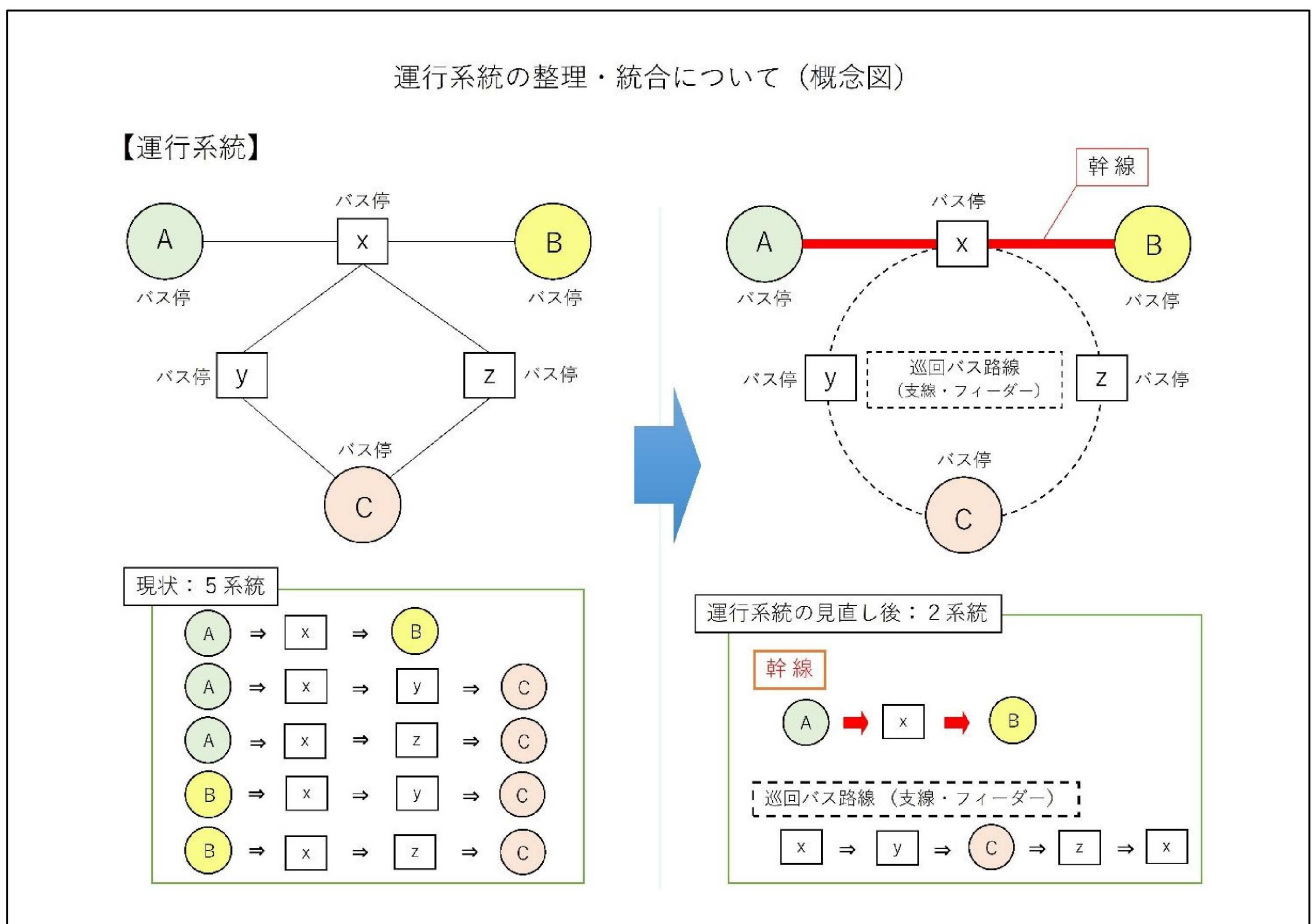 運行系統の整理・統合について（概念図）
【運行系統】
バス停
A
x
B
バス停
バス停
バス停
y
z
バス停
バス停
C
幹線
バス停
A
x
B
バス停
バス停
バス停
y
巡回バス路線
（支線・フィーダー）
z
バス停
バス停
C
現状：５系統
A ⇒ x ⇒ B
A ⇒ x ⇒ y ⇒ C
A ⇒ x ⇒ z ⇒ C
B ⇒ x ⇒ y ⇒ C
B ⇒ x ⇒ z ⇒ C
運行系統の見直し後：２系統
幹線
A x B
巡回バス路線（支線・フィーダー）
x ⇒ y ⇒ C ⇒ z ⇒ x